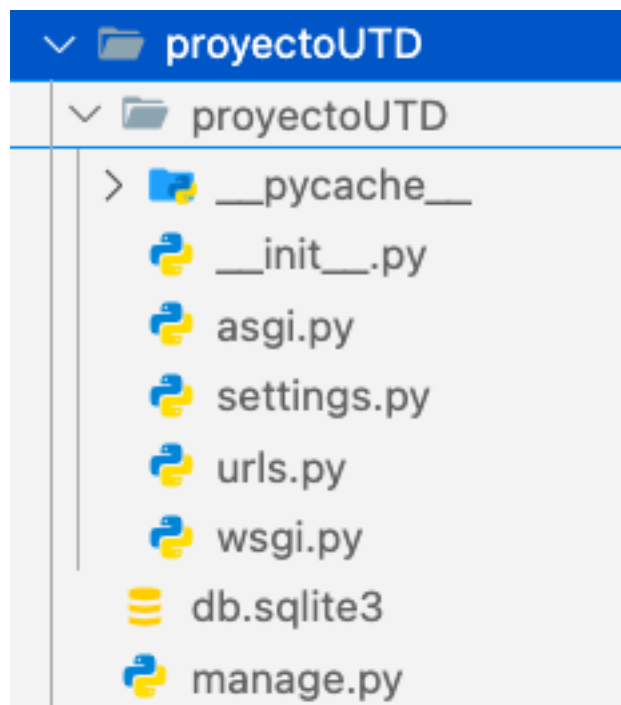 proyectoUTD
proyectoUTD
__pycache__
__init__.py
asgi.py
settings.py
urls.py
wsgi.py
db.sqlite3
manage.py